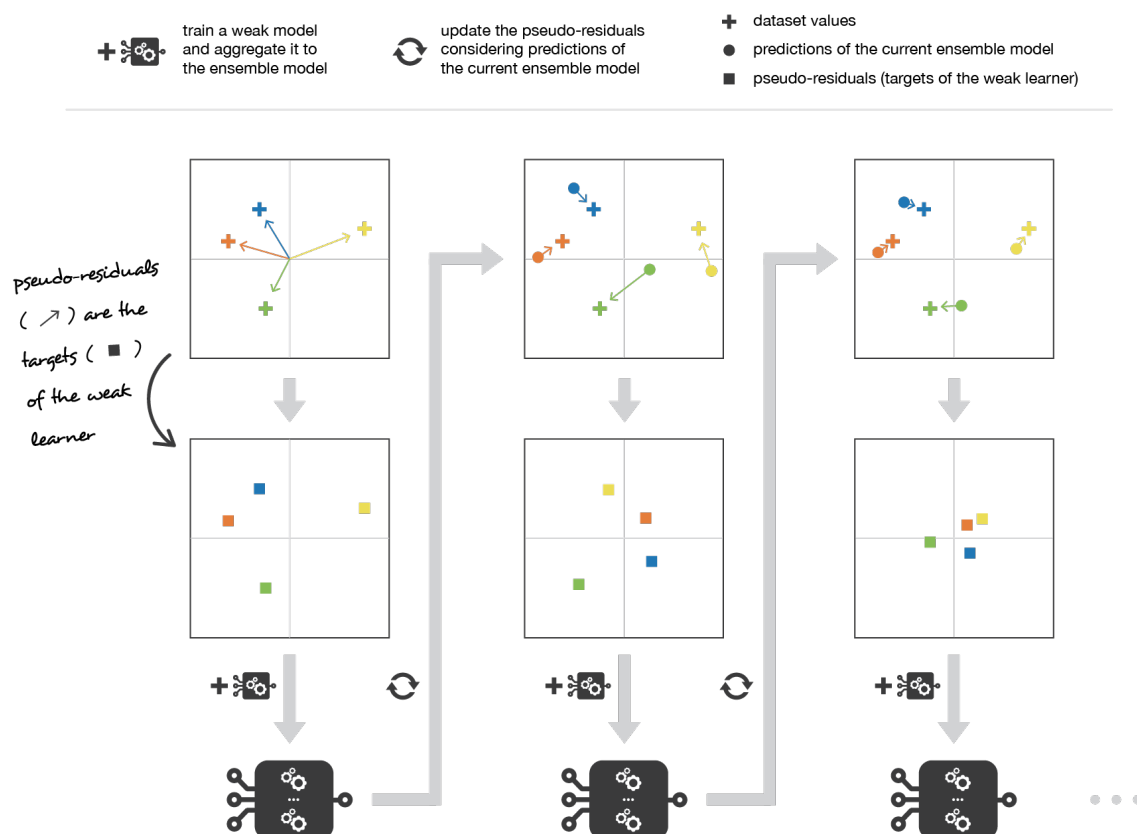 train a weak model
and aggregate it to
the ensemble model
update the pseudo-residuals
considering predictions of
the current ensemble model
dataset values
predictions of the current ensemble model
pseudo-residuals (targets of the weak learner)
pseudo-residuals
( ↗ ) are the
targets ( ■ )
of the weak
learner